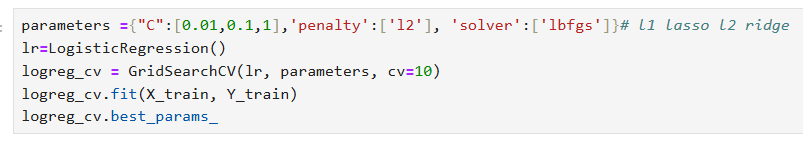 parameters ={"C":[0.01,0.1,1],'penalty':['l2'], 'solver':['lbfgs']}# l1 lasso l2 ridge
lr=LogisticRegression()
logreg_cv = GridSearchCV(lr, parameters, cv=10)
logreg_cv.fit(X_train, Y_train)
logreg_cv.best_params_